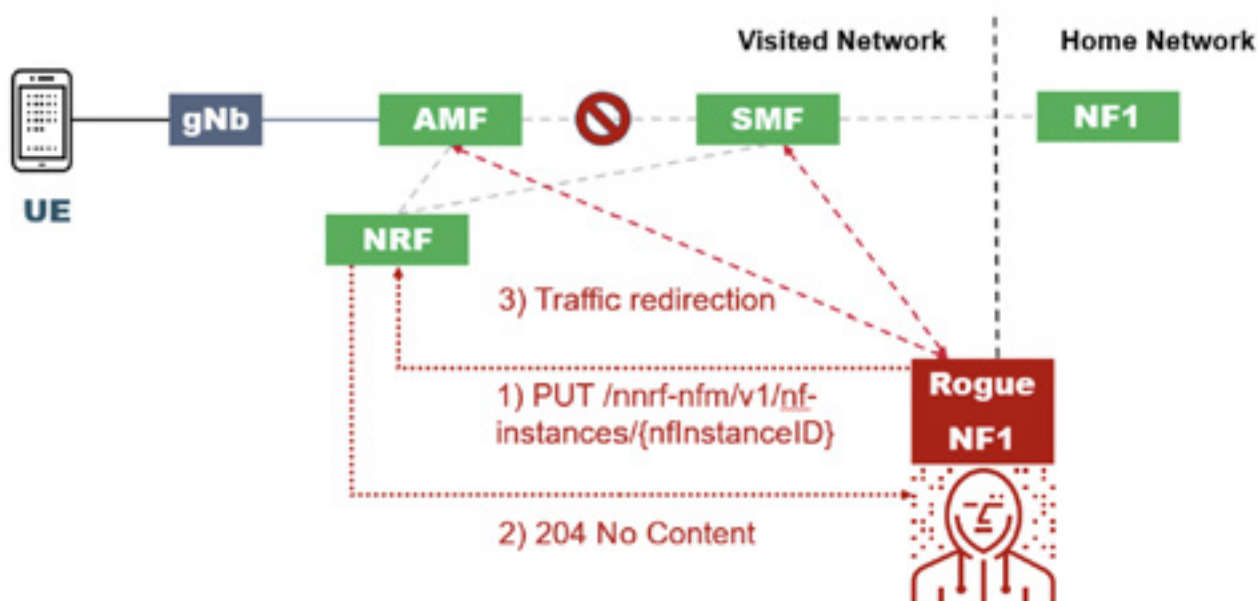 Visited Network
Home Network
gNb
AMF
SMF
NF1
UE
NRF
3) Traffic redirection
1) PUT /nnrf-nfm/v1/nf-
instances/{nfInstanceID}
Rogue
NF1
2) 204 No Content